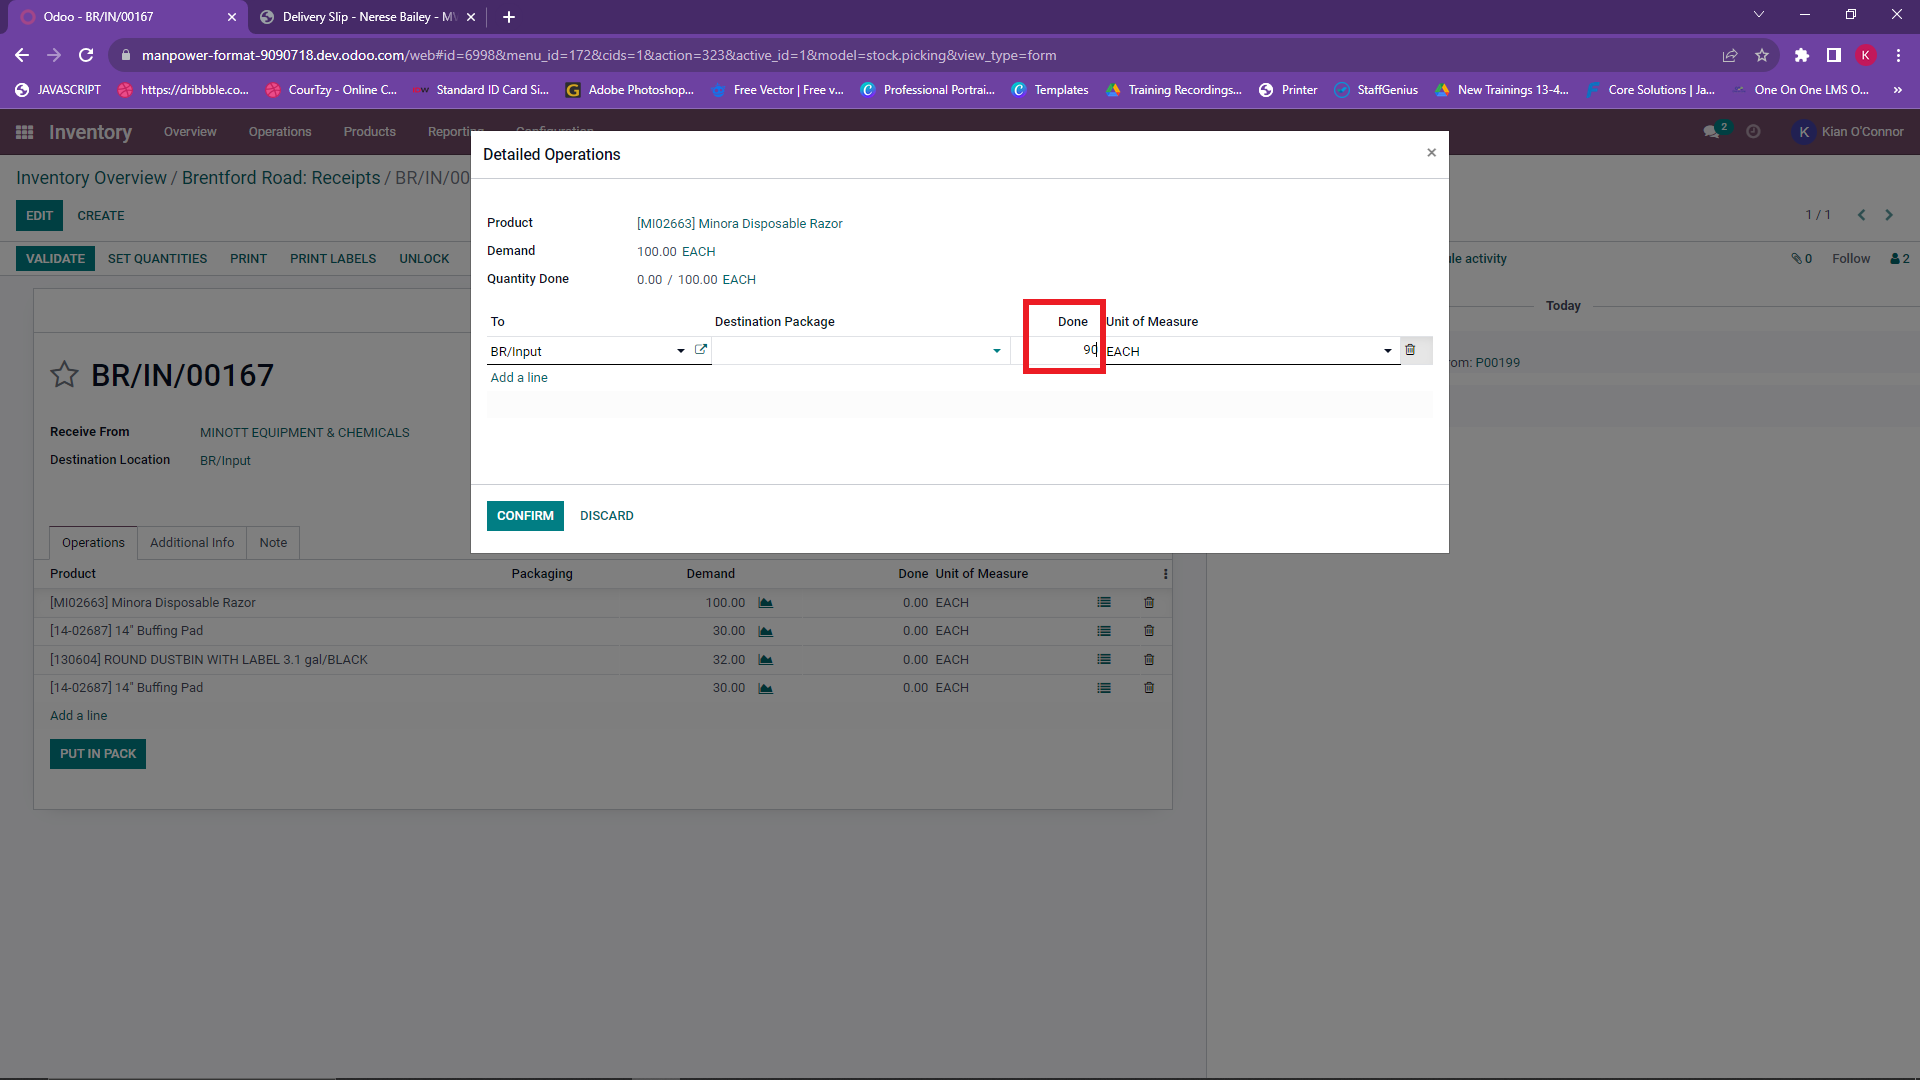 Odoo - BR/IN/00167
Delivery Slip - Nerese Bailey - M
manpower-format-9090718.dev.odoo.com/web#id=6998&menu_id=172&cids=1&action=323&active_id=1&model=stock.picking&view_type=form
K
JAVASCRIPT https://dribbble.co... CourTzy - Online C... Standard ID Card Si... Adobe Photoshop... Free Vector | Free v... Professional Portrai... Templates Training Recordings... Printer StaffGenius New Trainings 13-4... Core Solutions | Ja... One On One LMS O... »
Inventory Overview Operations Products Reporting Configuration 2 K Kian O'Connor
Detailed Operations ×
Inventory Overview / Brentford Road: Receipts / BR/IN/00
EDIT CREATE 1 / 1
Product [MI02663] Minora Disposable Razor
Demand 100.00 EACH
VALIDATE SET QUANTITIES PRINT PRINT LABELS UNLOCK le activity 0 Follow 2
Quantity Done 0.00 / 100.00 EACH
Today
To Destination Package Done Unit of Measure
BR/Input 90 EACH
om: P00199
Add a line
BR/IN/00167
Receive From MINOTT EQUIPMENT & CHEMICALS
Destination Location BR/Input
CONFIRM DISCARD
Operations Additional Info Note
Product Packaging Demand Done Unit of Measure
[MI02663] Minora Disposable Razor 100.00 0.00 EACH
[14-02687] 14" Buffing Pad 30.00 0.00 EACH
[130604] ROUND DUSTBIN WITH LABEL 3.1 gal/BLACK 32.00 0.00 EACH
[14-02687] 14" Buffing Pad 30.00 0.00 EACH
Add a line
PUT IN PACK